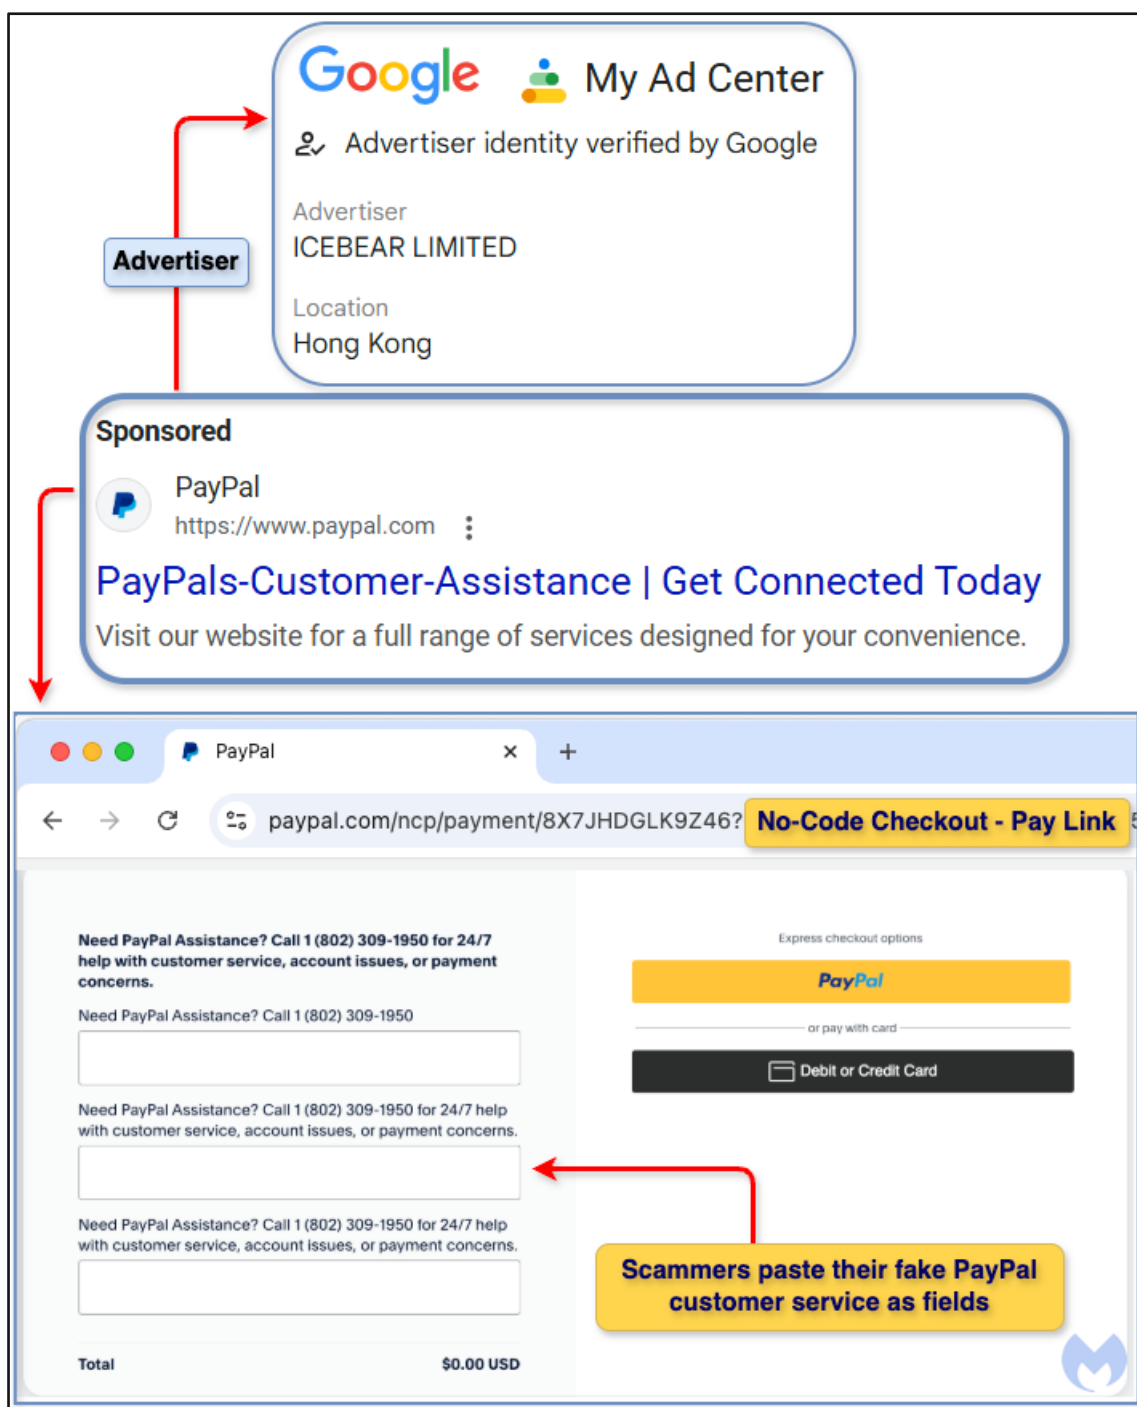 Google My Ad Center
Advertiser identity verified by Google
Advertiser
ICEBEAR LIMITED
Location
Hong Kong
Advertiser
Sponsored
PayPal
https://www.paypal.com
PayPals-Customer-Assistance | Get Connected Today
Visit our website for a full range of services designed for your convenience.
PayPal
paypal.com/ncp/payment/8X7JHDGLK9Z46?
No-Code Checkout - Pay Link
5
Need PayPal Assistance? Call 1 (802) 309-1950 for 24/7
help with customer service, account issues, or payment
concerns.
Need PayPal Assistance? Call 1 (802) 309-1950
Need PayPal Assistance? Call 1 (802) 309-1950 for 24/7 help
with customer service, account issues, or payment concerns.
Need PayPal Assistance? Call 1 (802) 309-1950 for 24/7 help
with customer service, account issues, or payment concerns.
Total $0.00 USD
Express checkout options
PayPal
or pay with card
Debit or Credit Card
Scammers paste their fake PayPal
customer service as fields